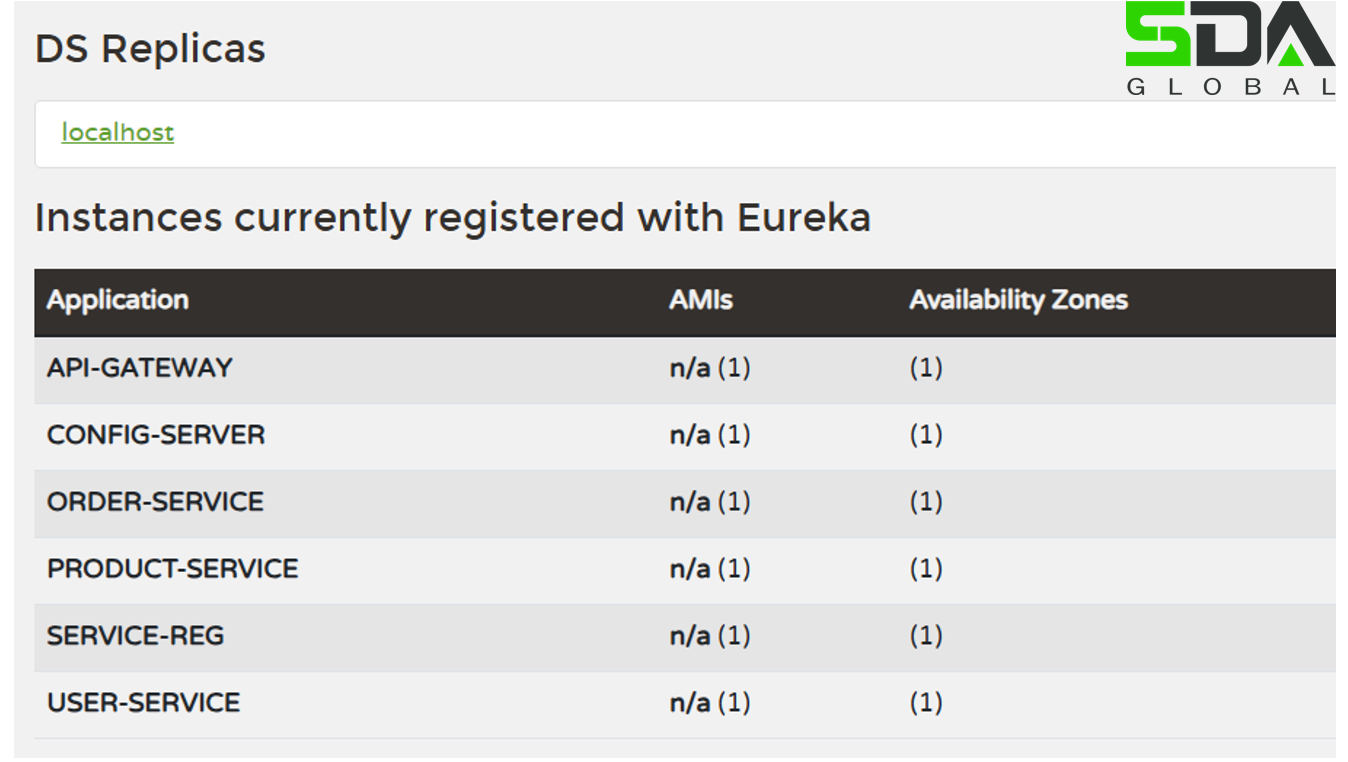 DS Replicas
SDA
GLOBAL
localhost
Instances currently registered with Eureka
Application AMIs Availability Zones
API-GATEWAY n/a (1) (1)
CONFIG-SERVER n/a (1) (1)
ORDER-SERVICE n/a (1) (1)
PRODUCT-SERVICE n/a (1) (1)
SERVICE-REG n/a (1) (1)
USER-SERVICE n/a (1) (1)